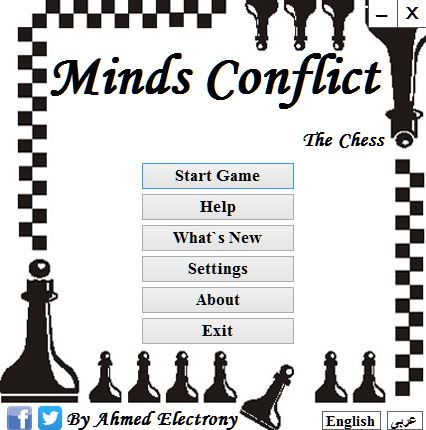 – X
Minds Conflict
The Chess
Start Game
Help
What`s New
Settings
About
Exit
By Ahmed Electrony
English
عربي